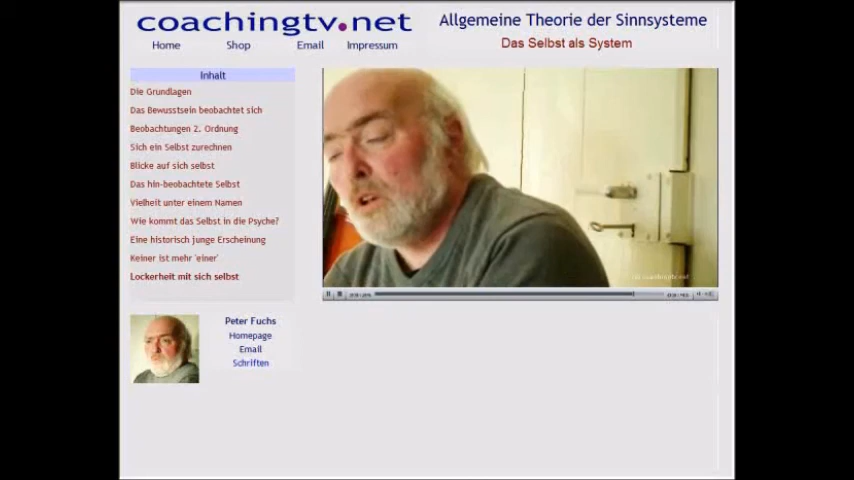 coachingtv.net
Allgemeine Theorie der Sinnsysteme
Home
Shop
Email
Impressum
Das Selbst als System
Inhalt
Die Grundlagen
Das Bewusstsein beobachtet sich
Beobachtungen 2. Ordnung
Sich ein Selbst zurechnen
Blicke auf sich selbst
Das hin-beobachtete Selbst
Vielheit unter einem Namen
Wie kommt das Selbst in die Psyche?
Eine historisch junge Erscheinung
Keiner ist mehr 'einer'
Lockerheit mit sich selbst
Peter Fuchs
Homepage
Email
Schriften